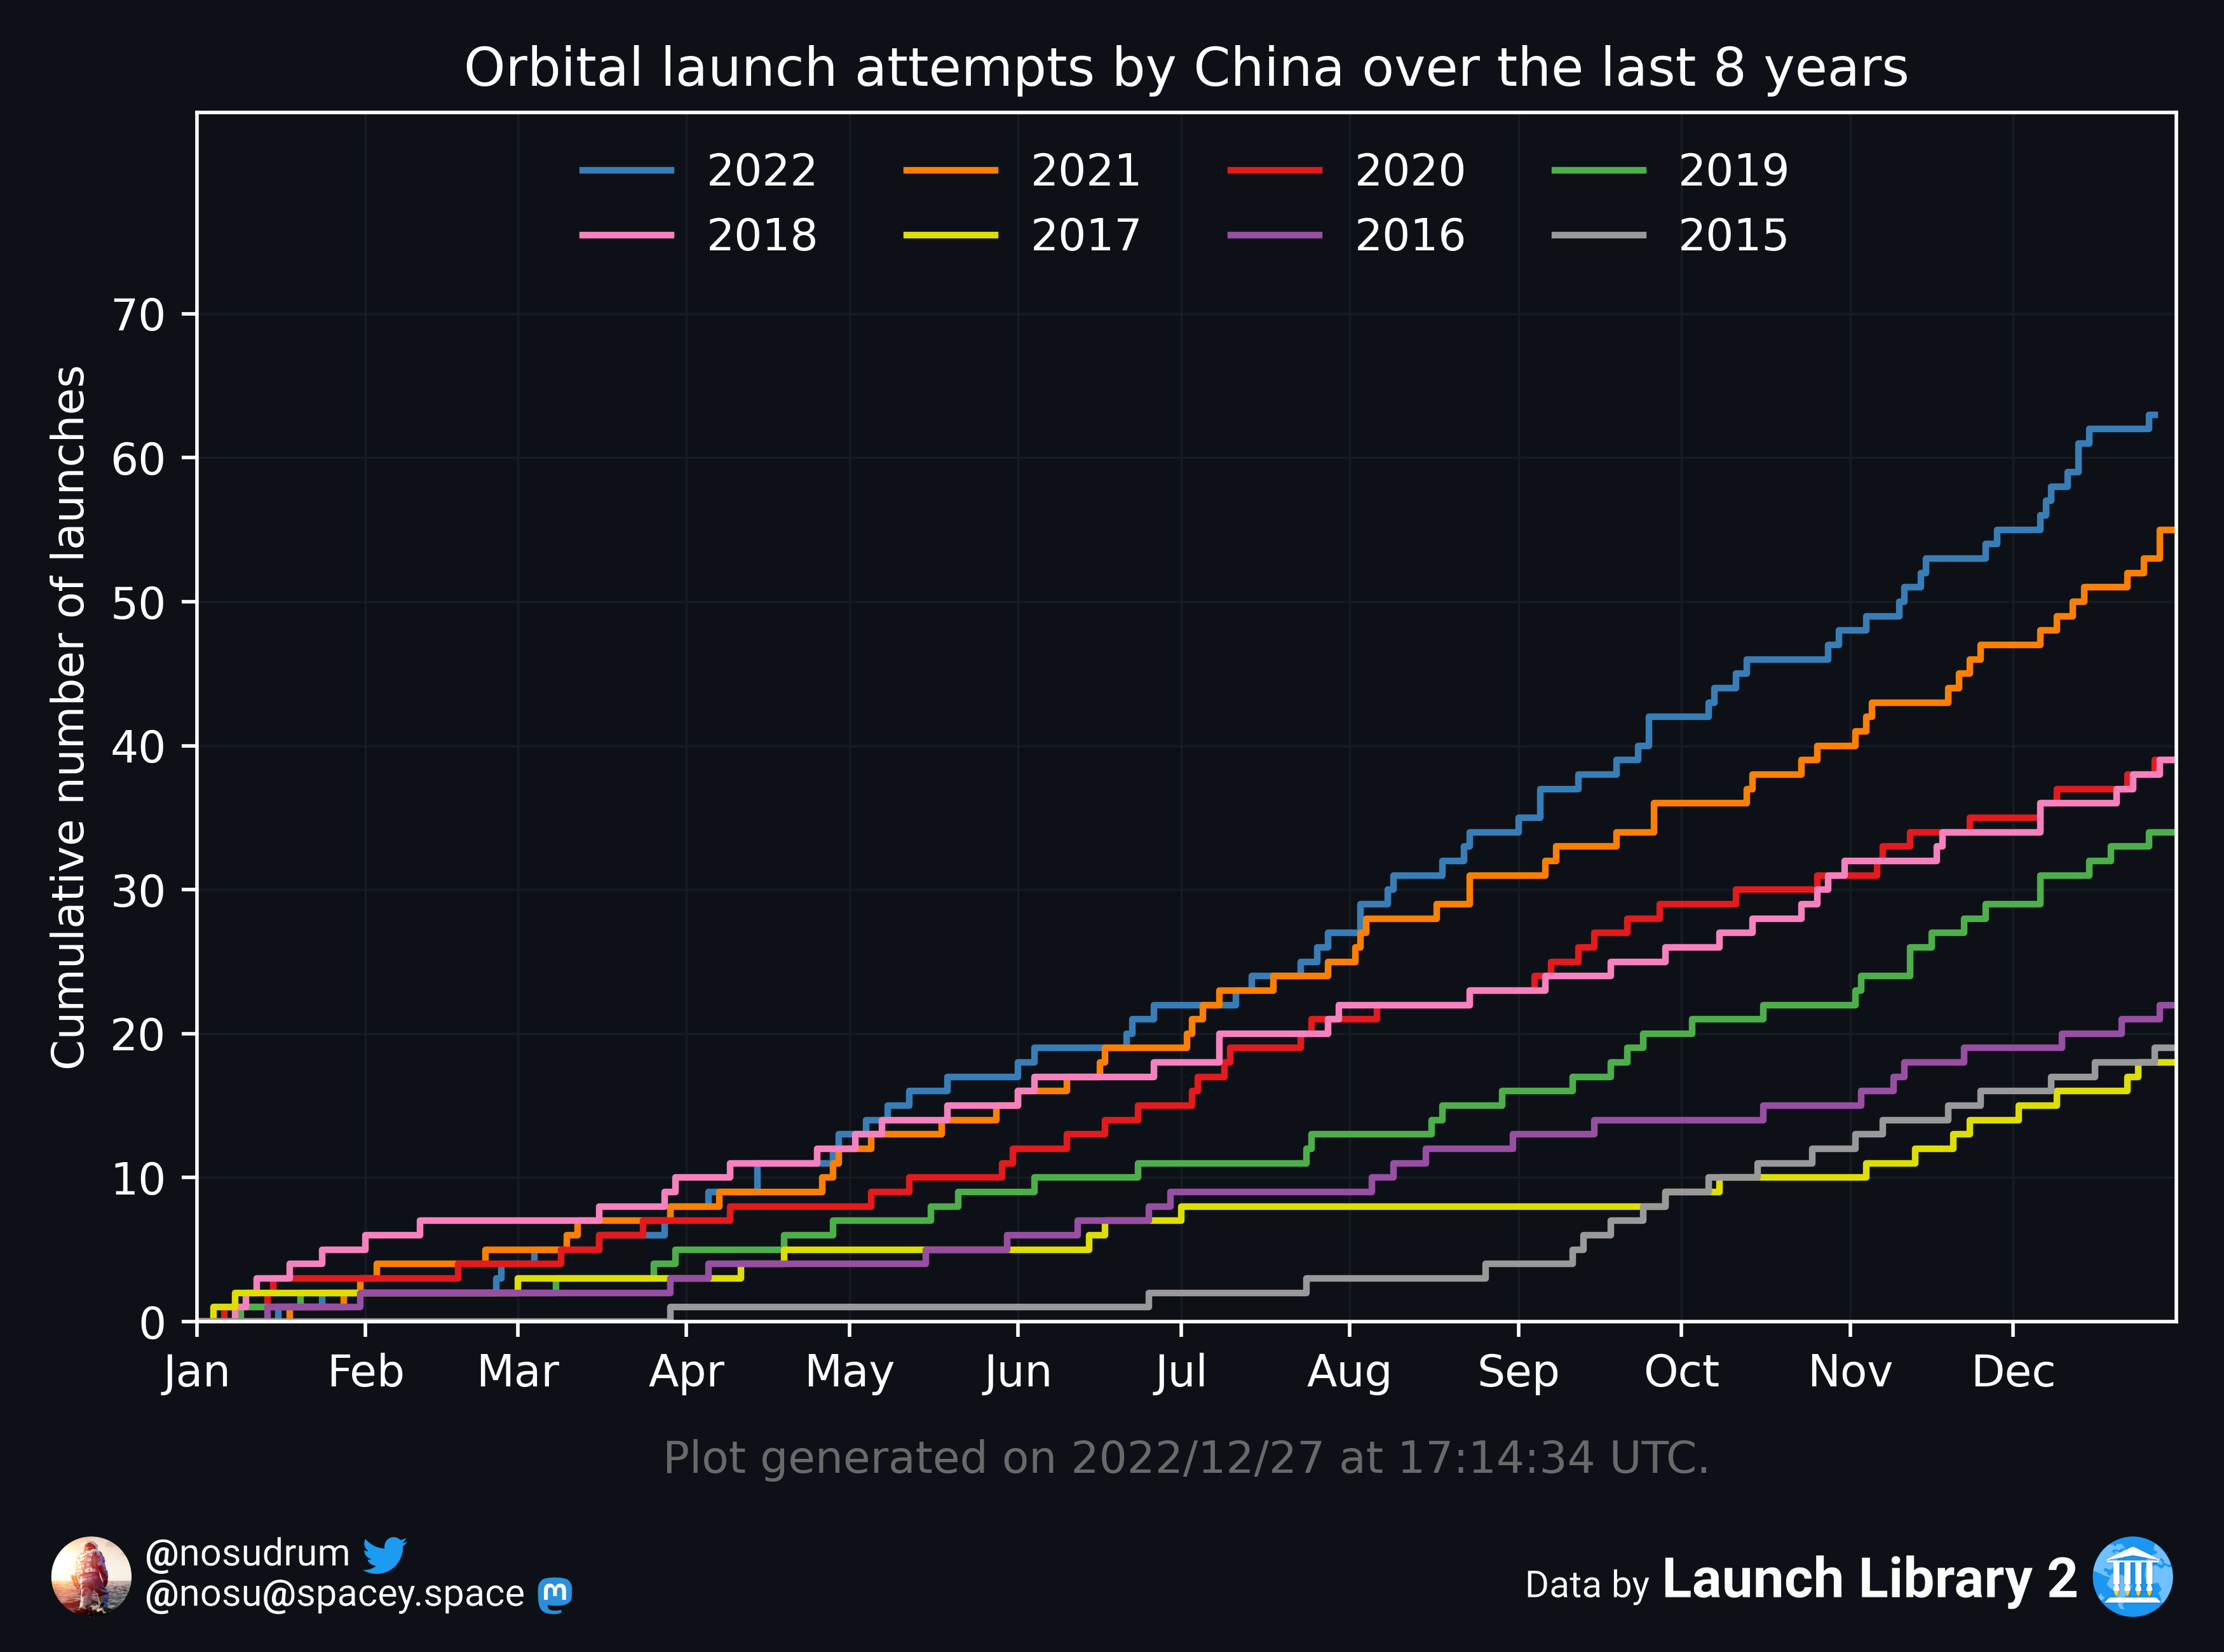 Orbital launch attempts by China over the last 8 years
2022 2021 2020 2019
2018 2017 2016 2015
Cumulative number of launches
70
60
50
40
30
20
10
0
Jan Feb Mar Apr May Jun Jul Aug Sep Oct Nov Dec
Plot generated on 2022/12/27 at 17:14:34 UTC.
@nosudrum
@nosu@spacey.space
Data by Launch Library 2